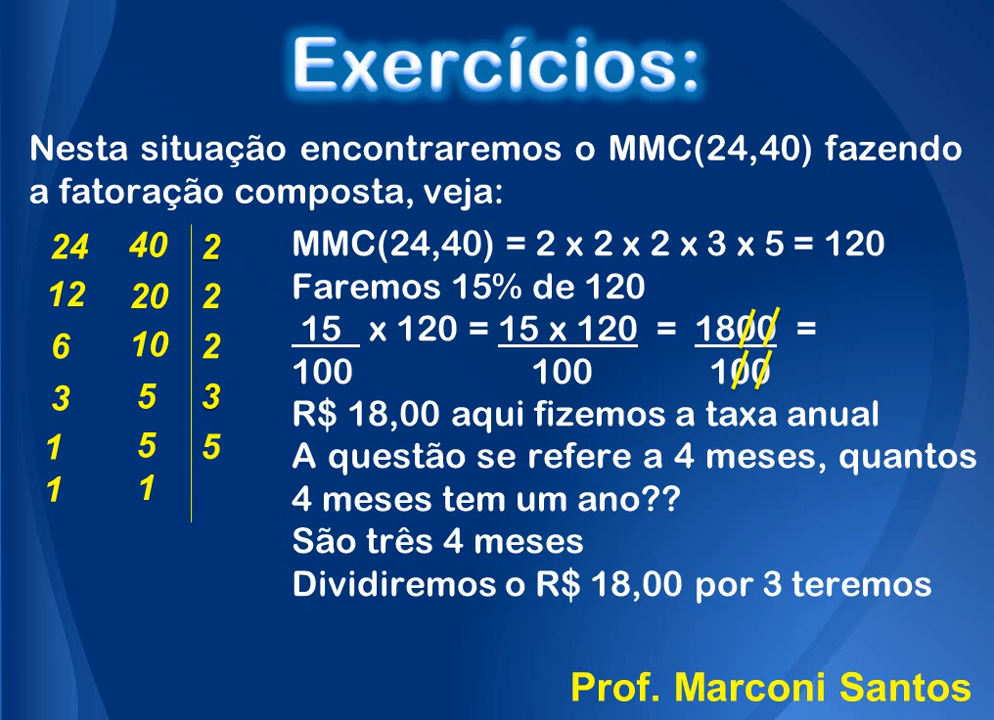 Exercícios:
Nesta situação encontraremos o MMC(24,40) fazendo
a fatoração composta, veja:
24 40 2
12 20 2
6 10 2
3 5 3
1 5 5
1 1
MMC(24,40) = 2 x 2 x 2 x 3 x 5 = 120
Faremos 15% de 120
15 x 120 = 15 x 120 = 1800 =
100 100 100
R$ 18,00 aqui fizemos a taxa anual
A questão se refere a 4 meses, quantos
4 meses tem um ano??
São três 4 meses
Dividiremos o R$ 18,00 por 3 teremos
Prof. Marconi Santos